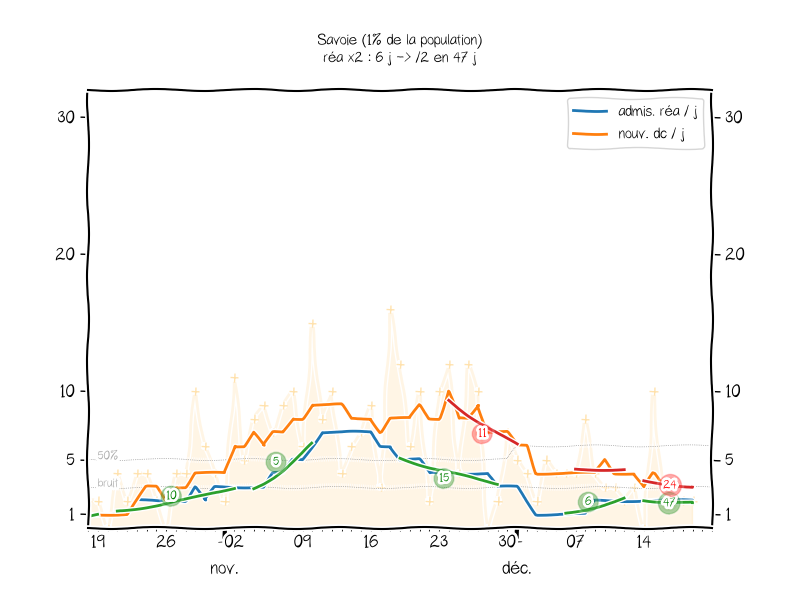 Savoie (1% de la population)
réa x2 : 6 j -> /2 en 47 j
admis. réa / j
nouv. dc / j
30
30
20
20
10
10
5
5
1
1
50%
bruit
10
5
15
11
6
24
47
19 26 02 09 16 23 30 07 14
nov. déc.